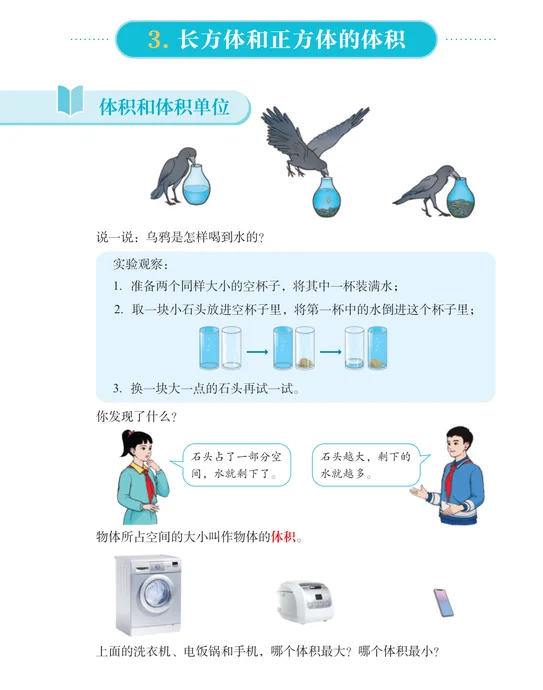 3. 长方体和正方体的体积
体积和体积单位
说一说：乌鸦是怎样喝到水的？
实验观察：
1. 准备两个同样大小的空杯子，将其中一杯装满水；
2. 取一块小石头放进空杯子里，将第一杯中的水倒进这个杯子里；
3. 换一块大一点的石头再试一试。
你发现了什么？
石头占了一部分空
间，水就剩下了。
石头越大，剩下的
水就越多。
物体所占空间的大小叫作物体的体积。
上面的洗衣机、电饭锅和手机，哪个体积最大？哪个体积最小？